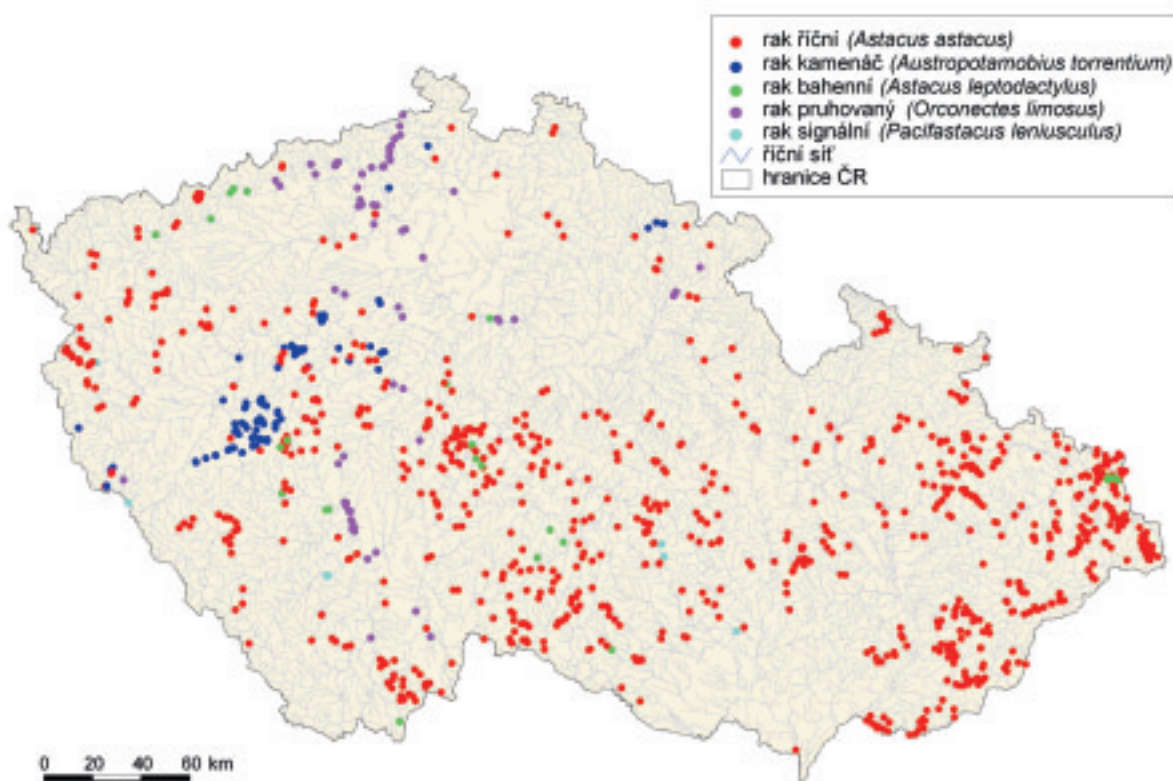 rak říční (Astacus astacus)
rak kamenáč (Austropotamobius torrentium)
rak bahenní (Astacus leptodactylus)
rak pruhovaný (Orconectes limosus)
rak signální (Pacifastacus leniusculus)
říční síť
hranice ČR
0 20 40 60 km